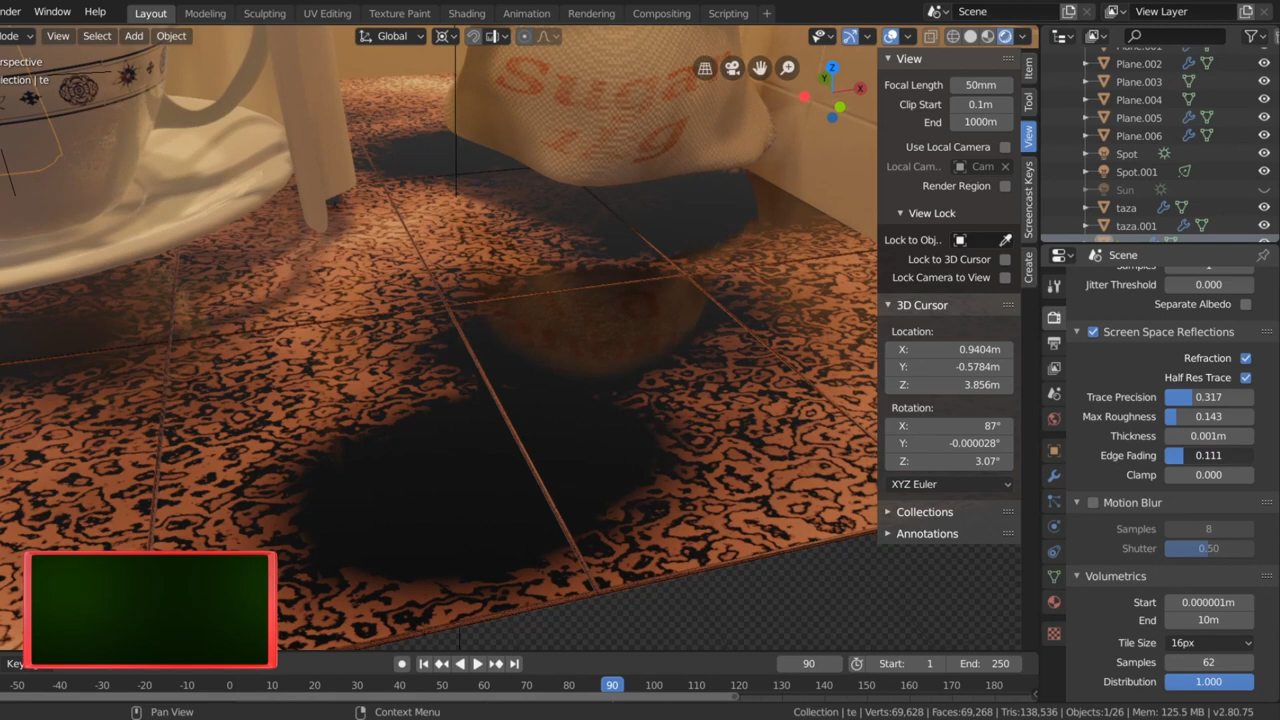 nder Window Help Layout Modeling Sculpting UV Editing Texture Paint Shading Animation Rendering Compositing Scripting + Scene View Layer
ode View Select Add Object Global
rspective
llection | te
View
Focal Length 50mm
Clip Start 0.1m
End 1000m
Use Local Camera
Local Cam.. Cam
Render Region
View Lock
Lock to Obj..
Lock to 3D Cursor
Lock Camera to View
3D Cursor
Location:
X: 0.9404m
Y: -0.5784m
Z: 3.856m
Rotation:
X: 87°
Y: -0.000028°
Z: 3.07°
XYZ Euler
Collections
Annotations
Item
Tool
View
Screencast Keys
Create
Z
Y
X
Suga
Plane.001
Plane.002
Plane.003
Plane.004
Plane.005
Plane.006
Spot
Spot.001
Sun
taza
taza.001
Scene
Samples 1
Jitter Threshold 0.000
Separate Albedo
Screen Space Reflections
Refraction
Half Res Trace
Trace Precision 0.317
Max Roughness 0.143
Thickness 0.001m
Edge Fading 0.111
Clamp 0.000
Motion Blur
Samples 8
Shutter 0.50
Volumetrics
Start 0.000001m
End 10m
Tile Size 16px
Samples 62
Distribution 1.000
Key 90 Start: 1 End: 250
-50 -40 -30 -20 -10 0 10 20 30 40 50 60 70 80 90 100 110 120 130 140 150 160 170 180
Pan View Context Menu Collection | te | Verts:69,628 | Faces:69,268 | Tris:138,536 | Objects:1/26 | Mem: 125.5 MB | v2.80.75